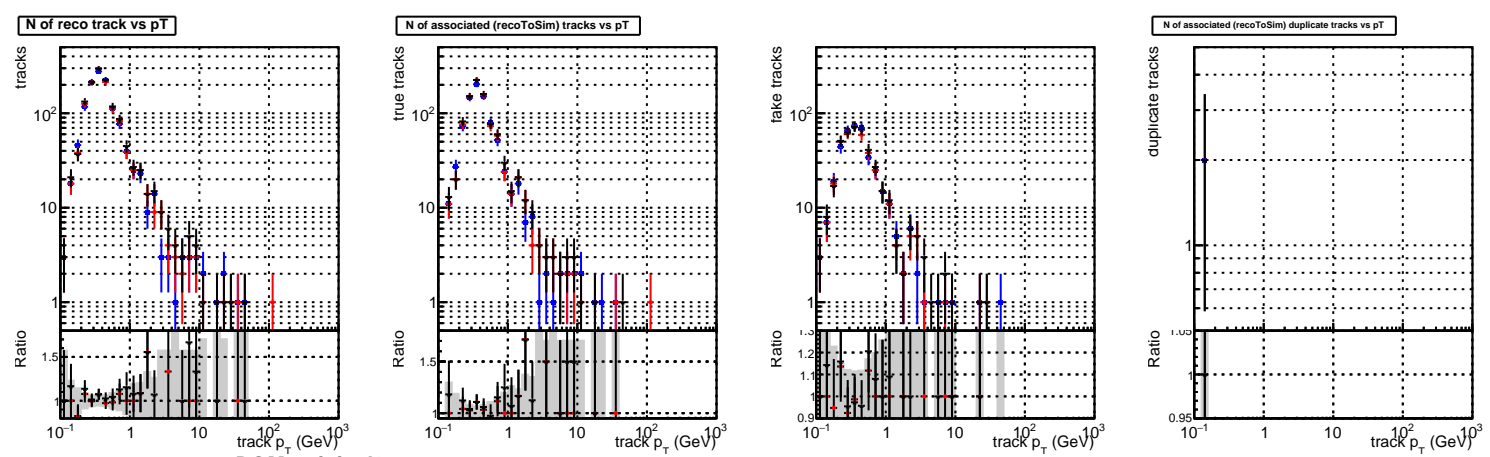 N of reco track vs pT
tracks
10²
10
1
Ratio
1.5
1
10⁻¹ 1 10 10² 10³
track p_T (GeV)
N of associated (recoToSim) tracks vs pT
true tracks
10²
10
1
Ratio
1.5
1
10⁻¹ 1 10 10² 10³
track p_T (GeV)
fake tracks
10²
10
1
Ratio
1.3
1.2
1.1
1.0
0.9
10⁻¹ 1 10 10² 10³
track p_T (GeV)
N of associated (recoToSim) duplicate tracks vs pT
duplicate tracks
1
Ratio
1.05
1
0.95
10⁻¹ 1 10 10² 10³
track p_T (GeV)